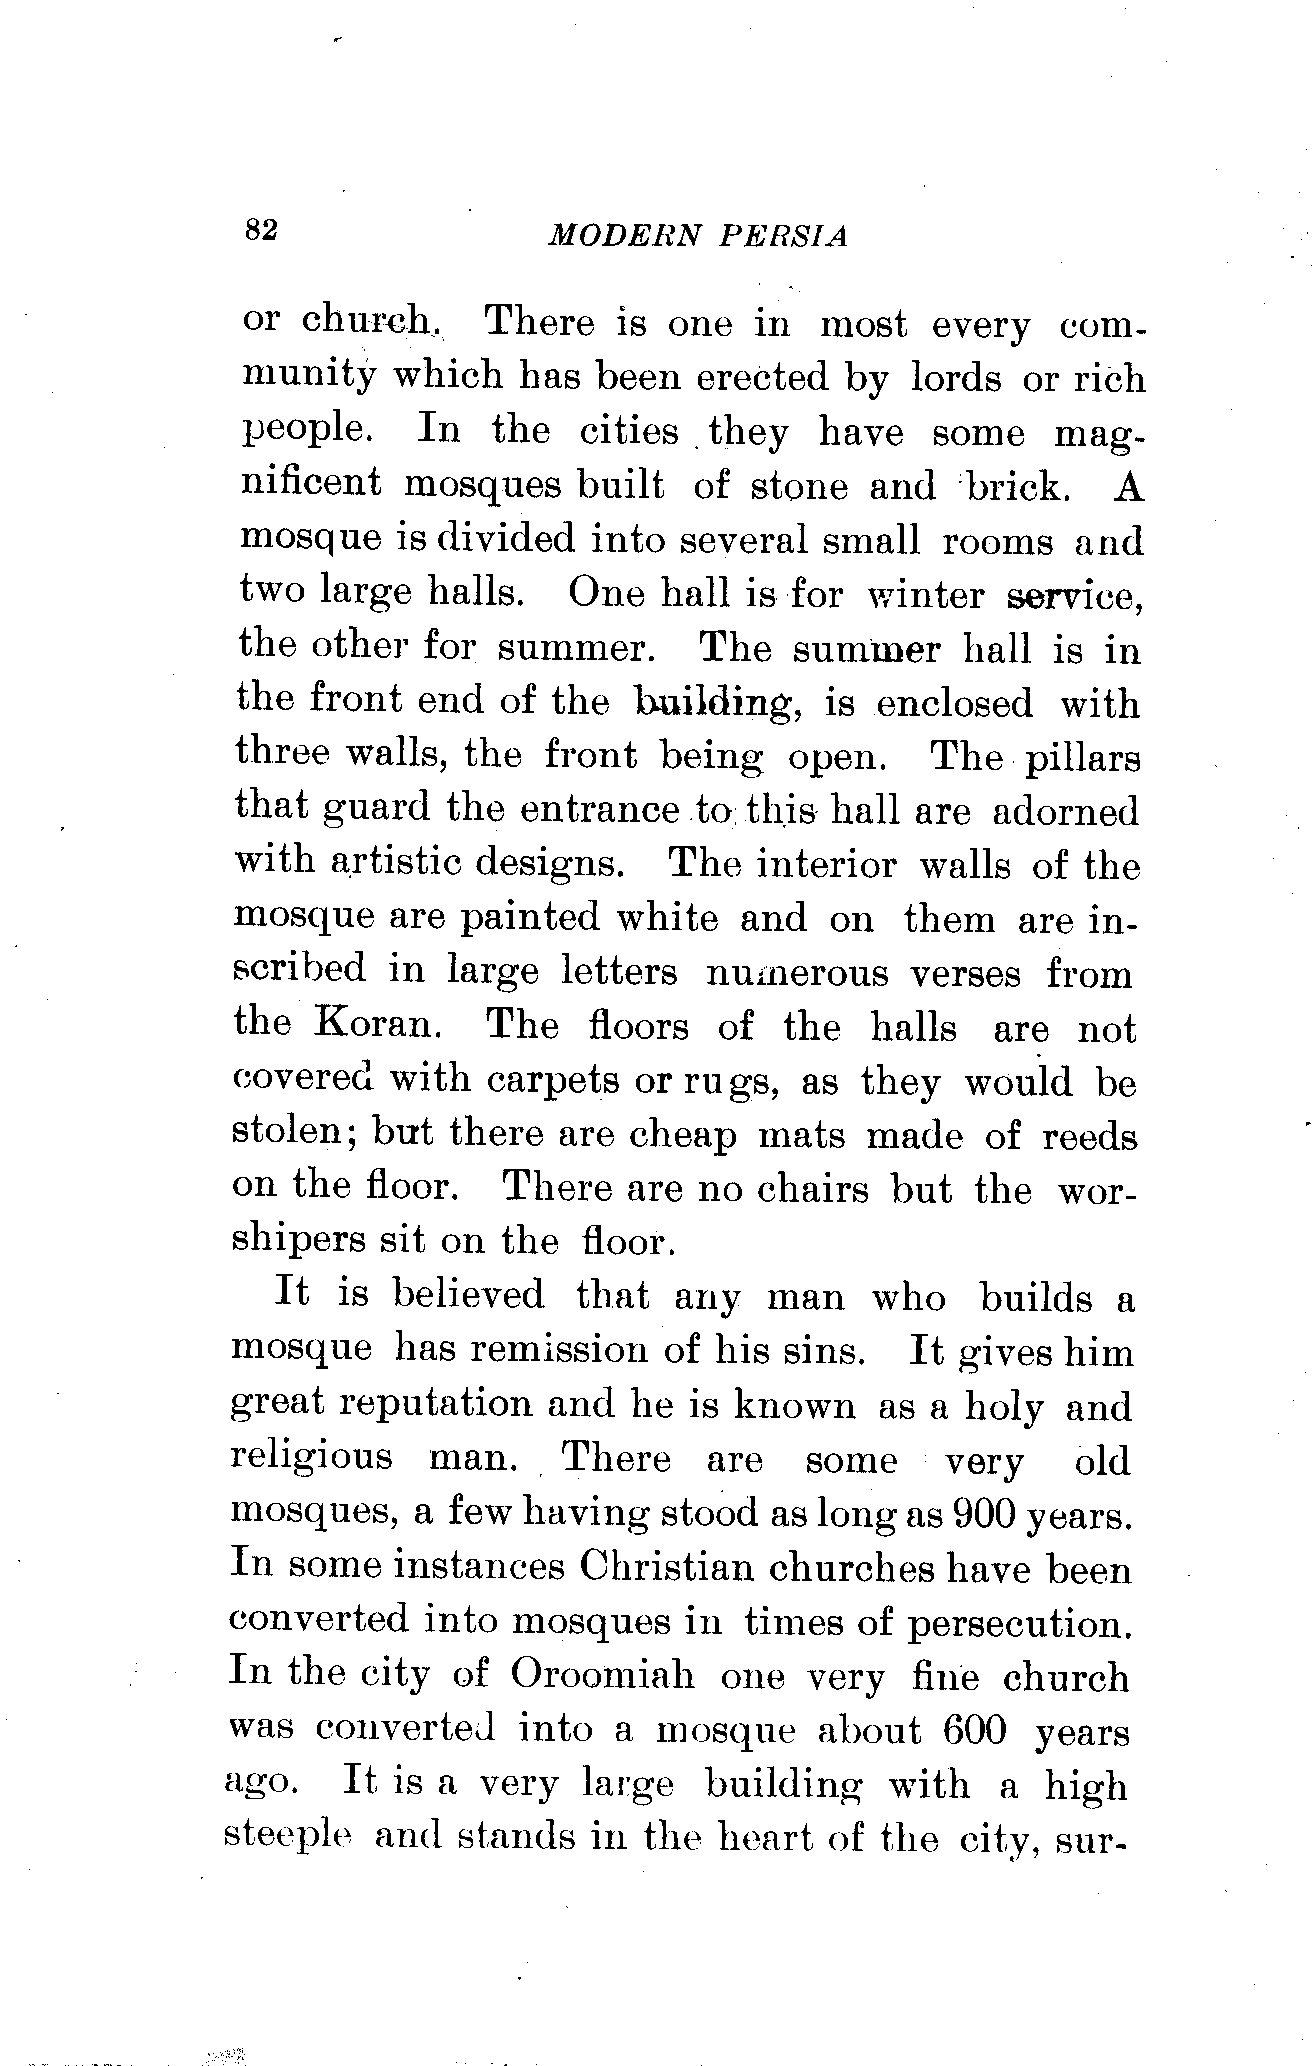 82 MODERN PERSIA
or church. There is one in most every com-
munity which has been erected by lords or rich
people. In the cities they have some mag-
nificent mosques built of stone and brick. A
mosque is divided into several small rooms and
two large halls. One hall is for winter service,
the other for summer. The summer hall is in
the front end of the building, is enclosed with
three walls, the front being open. The pillars
that guard the entrance to this hall are adorned
with artistic designs. The interior walls of the
mosque are painted white and on them are in-
scribed in large letters numerous verses from
the Koran. The floors of the halls are not
covered with carpets or rugs, as they would be
stolen; but there are cheap mats made of reeds
on the floor. There are no chairs but the wor-
shipers sit on the floor.
It is believed that any man who builds a
mosque has remission of his sins. It gives him
great reputation and he is known as a holy and
religious man. There are some very old
mosques, a few having stood as long as 900 years.
In some instances Christian churches have been
converted into mosques in times of persecution.
In the city of Oroomiah one very fine church
was converted into a mosque about 600 years
ago. It is a very large building with a high
steeple and stands in the heart of the city, sur-